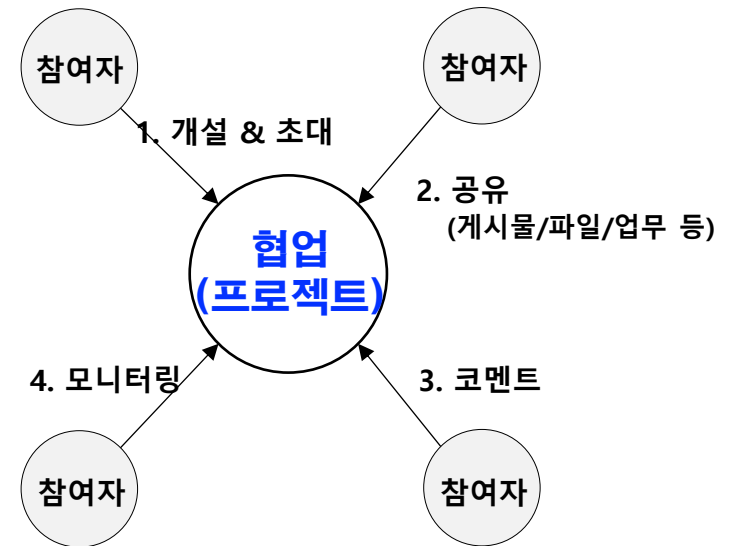 참여자
참여자
1. 개설 & 초대
2. 공유
(게시물/파일/업무 등)
협업
(프로젝트)
4. 모니터링
3. 코멘트
참여자
참여자